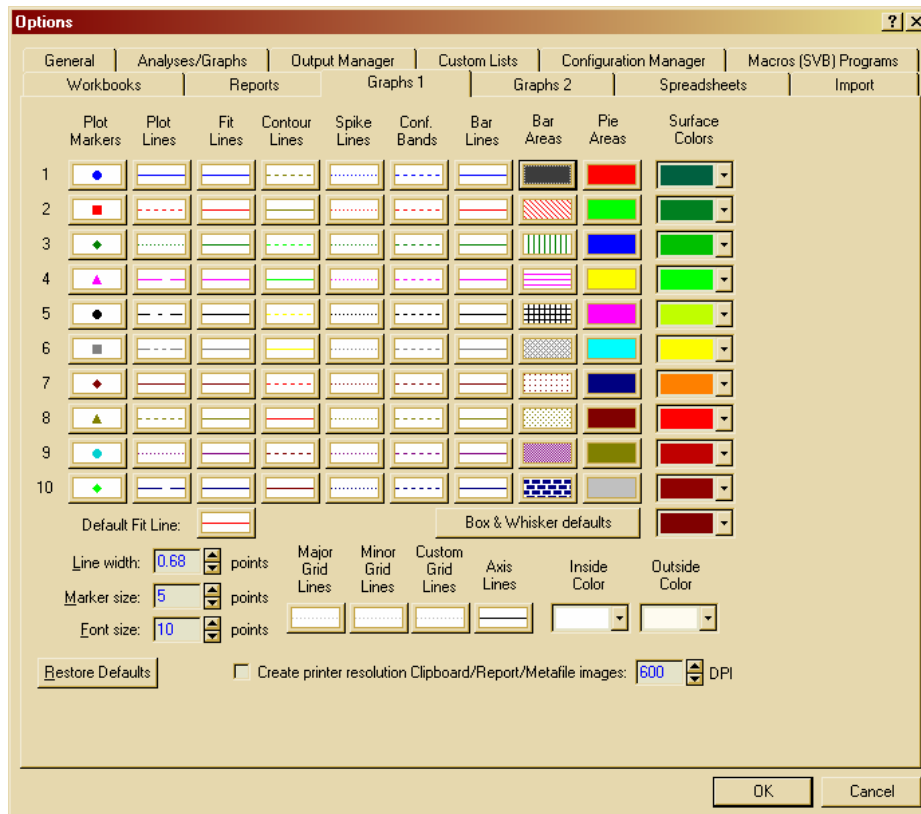 Options
General Analyses/Graphs Output Manager Custom Lists Configuration Manager Macros (SVB) Programs
Workbooks Reports Graphs 1 Graphs 2 Spreadsheets Import
Plot Markers Plot Lines Fit Lines Contour Lines Spike Lines Conf. Bands Bar Lines Bar Areas Pie Areas Surface Colors
1
2
3
4
5
6
7
8
9
10
Default Fit Line: Box & Whisker defaults
Line width: 0.68 points
Marker size: 5 points
Font size: 10 points
Major Grid Lines Minor Grid Lines Custom Grid Lines Axis Lines Inside Color Outside Color
Restore Defaults Create printer resolution Clipboard/Report/Metafile images: 600 DPI
OK Cancel